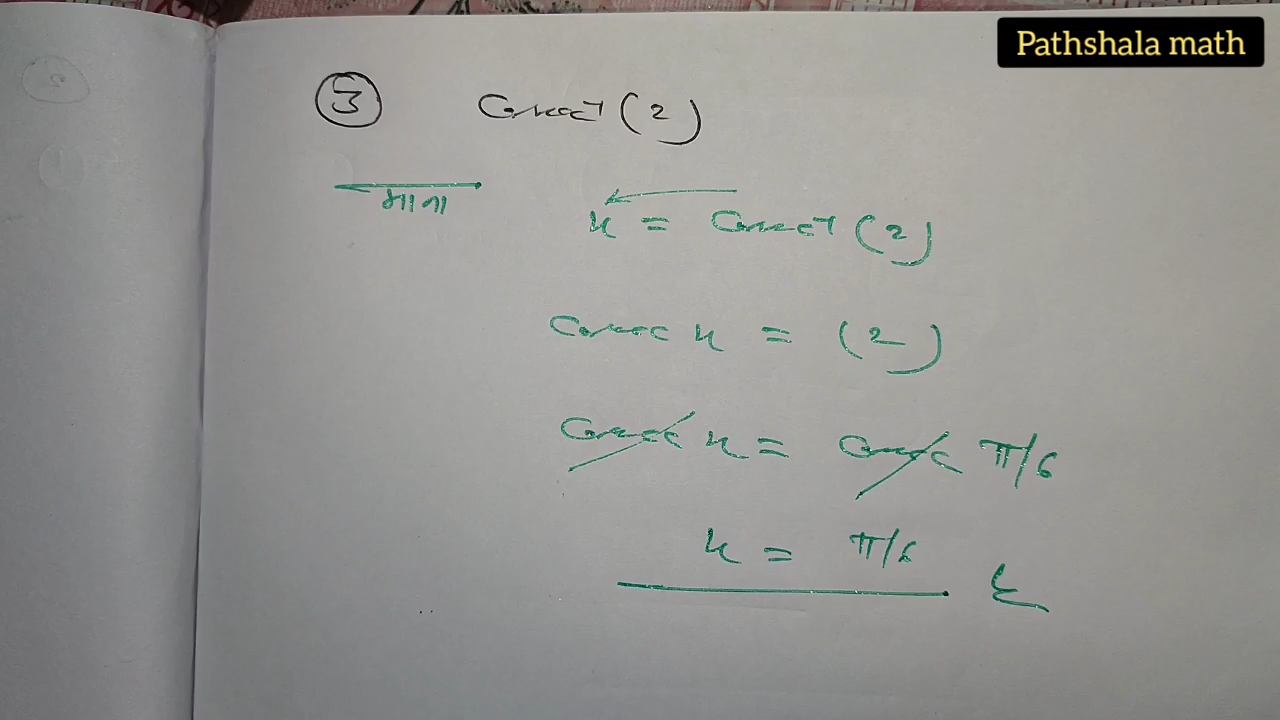 Pathshala math
③ Cosec⁻¹ (2)
माना x = Cosec⁻¹ (2)
Cosec x = (2)
Cosec x = Cosec π/6
x = π/6